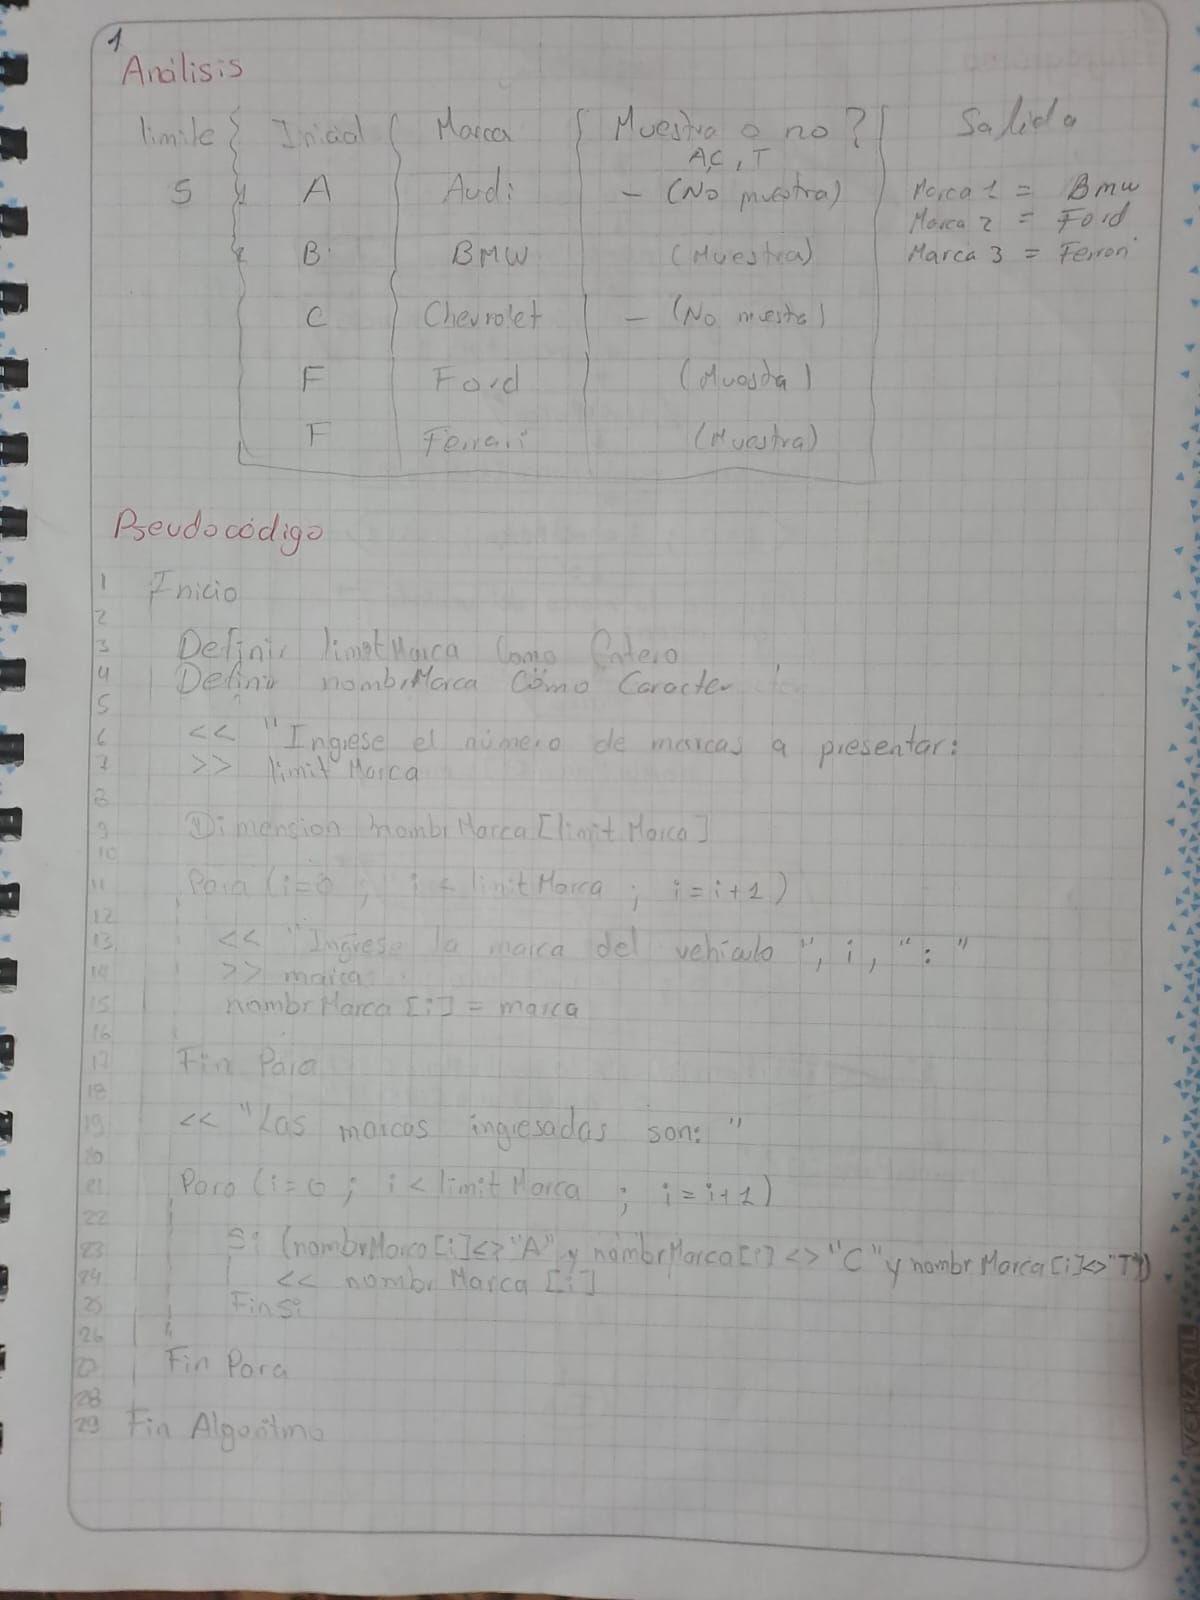 1
Análisis
limite Inicial Marca Muestra o no? Salida
A,C, T
5 A Audi - (No muestra) Marca 1 = Bmw
Marca 2 = Ford
B BMW (Muestra) Marca 3 = Ferrari
C Chevrolet - (No muestra)
F Ford (Muestra)
F Ferrari (Muestra)
Pseudocódigo
1 Inicio
2
3 Definir limitMarca Como Entero
4 Definir nombrMarca Como Caracter
5
6 << "Ingrese el número de marcas a presentar:
7 >> limitMarca
8
9 Dimension nombrMarca[limitMarca]
10
11 Para (i=0 ; i < limitMarca ; i=i+1)
12
13 << "Ingrese la marca del vehiculo", i, ":"
14 >> marca
15 nombrMarca[i] = marca
16
17 Fin Para
18
19 << "Las marcas ingresadas son:"
20
21 Para (i=0 ; i < limitMarca ; i=i+1)
22
23 Si (nombrMarca[i]<>"A" y nombrMarca[i] <> "C" y nombrMarca[i]<>"T")
24 << nombrMarca[i]
25 FinSi
26
27 Fin Para
28
29 Fin Algoritmo